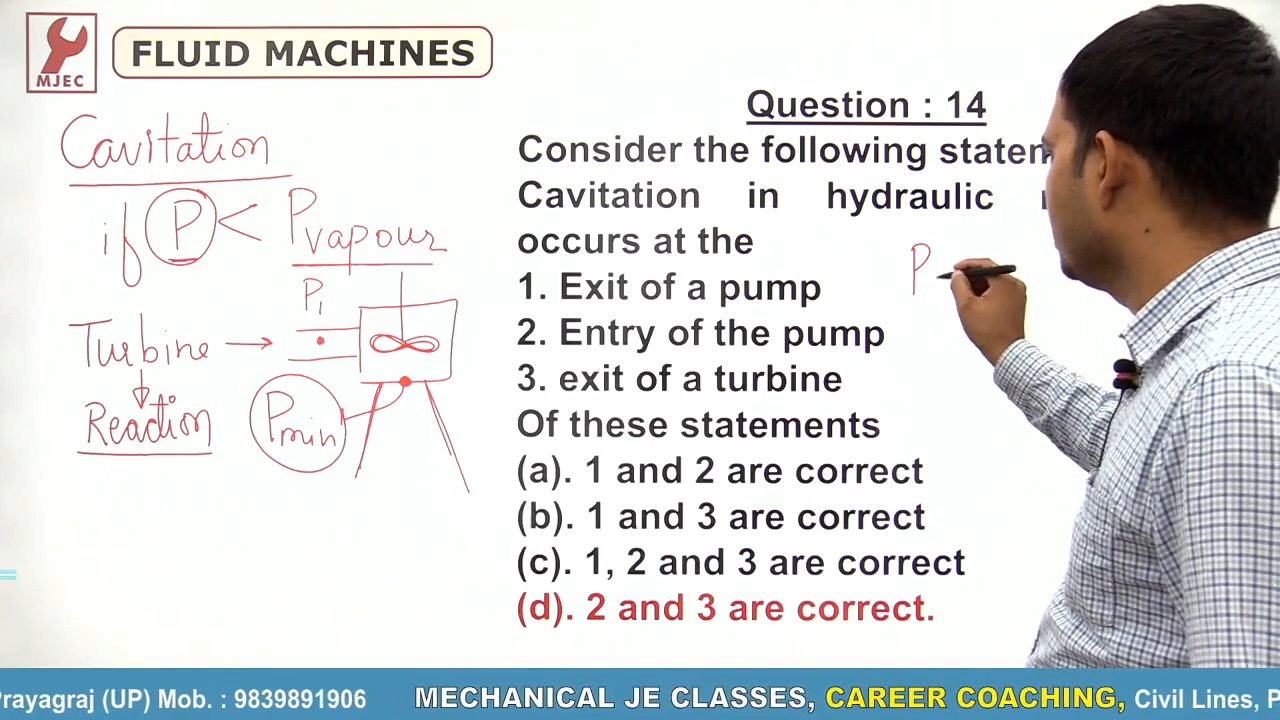 MJEC
FLUID MACHINES
Cavitation
if P < Pvapour
P1
Turbine →
Reaction
Pmin
Question : 14
Consider the following
Cavitation in hydraulic
occurs at the
1. Exit of a pump
2. Entry of the pump
3. exit of a turbine
Of these statements
(a). 1 and 2 are correct
(b). 1 and 3 are correct
(c). 1, 2 and 3 are correct
(d). 2 and 3 are correct.
P
Prayagraj (UP) Mob. : 9839891906 MECHANICAL JE CLASSES, CAREER COACHING, Civil Lines,